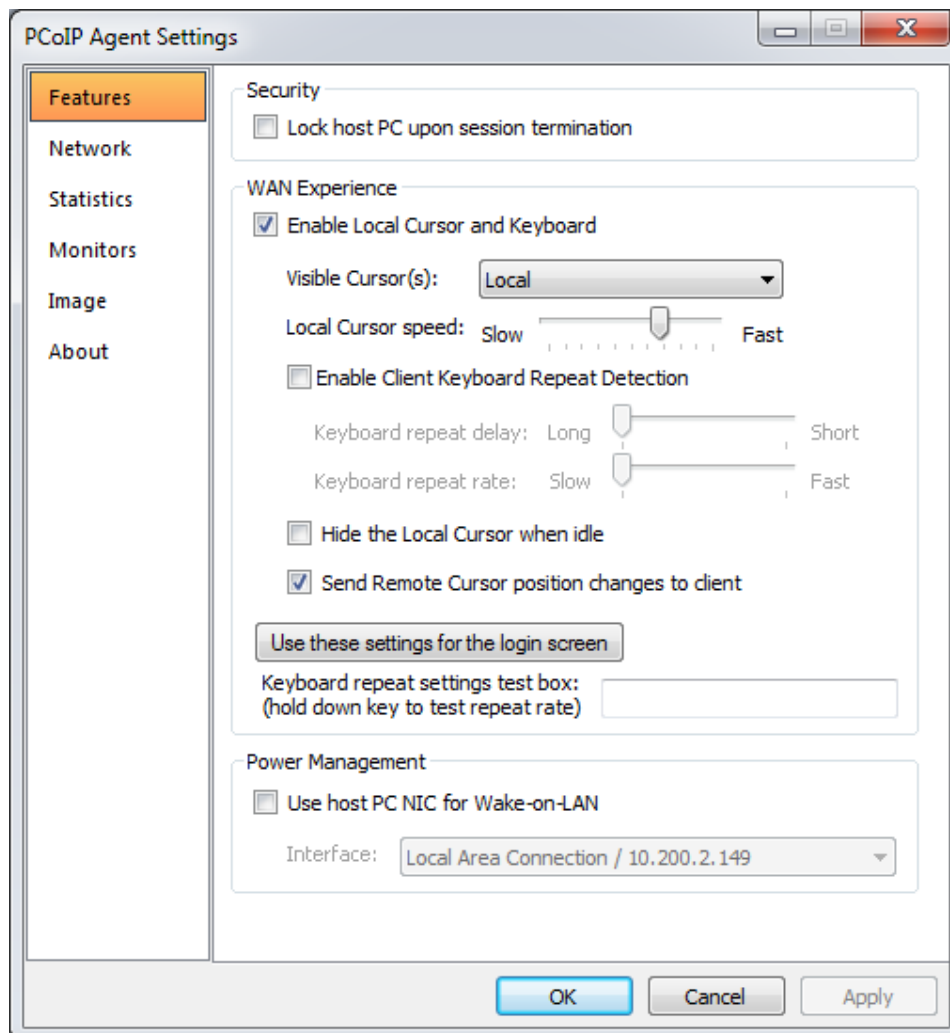 PCoIP Agent Settings
Features
Network
Statistics
Monitors
Image
About
Security
Lock host PC upon session termination
WAN Experience
Enable Local Cursor and Keyboard
Visible Cursor(s): Local
Local Cursor speed: Slow Fast
Enable Client Keyboard Repeat Detection
Keyboard repeat delay: Long Short
Keyboard repeat rate: Slow Fast
Hide the Local Cursor when idle
Send Remote Cursor position changes to client
Use these settings for the login screen
Keyboard repeat settings test box:
(hold down key to test repeat rate)
Power Management
Use host PC NIC for Wake-on-LAN
Interface: Local Area Connection / 10.200.2.149
OK Cancel Apply